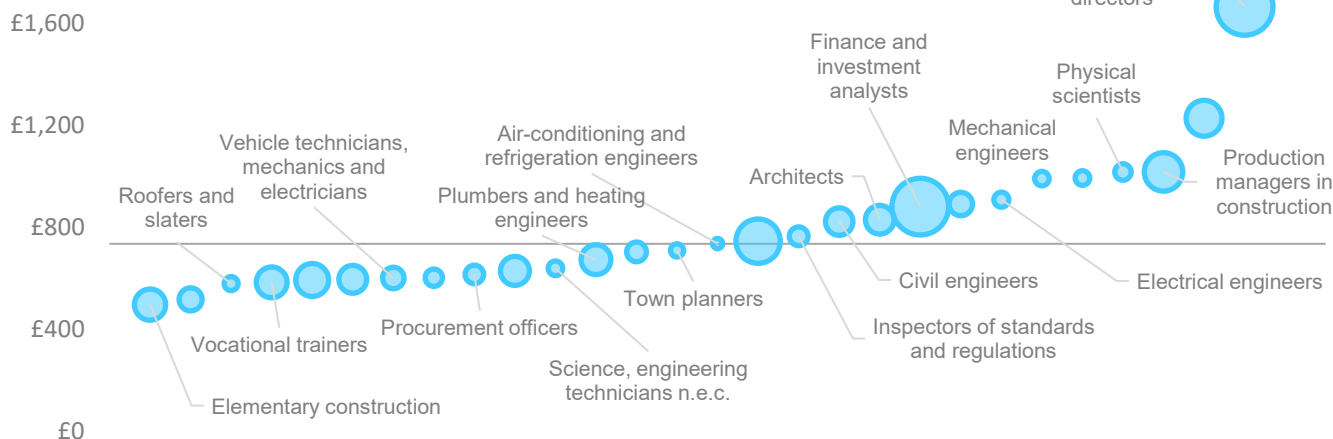 directors
£1,600
Finance and
investment
analysts
Physical
scientists
£1,200
Vehicle technicians,
mechanics and
electricians
Air-conditioning and
refrigeration engineers
Mechanical
engineers
Production
managers in
construction
Architects
Roofers and
slaters
Plumbers and heating
engineers
£800
Civil engineers
Electrical engineers
Town planners
£400
Procurement officers
Inspectors of standards
and regulations
Vocational trainers
Science, engineering
technicians n.e.c.
Elementary construction
£0